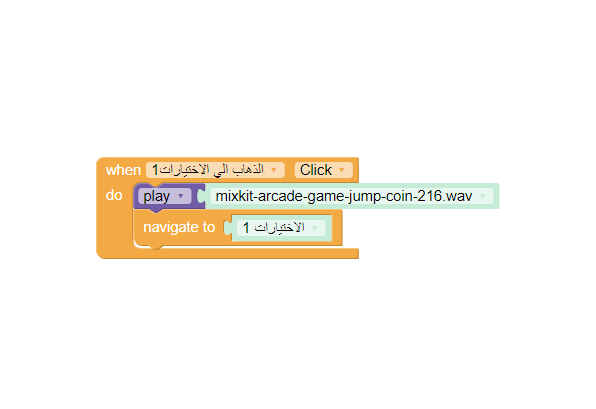 when الذهاب الي الاختيارات1 Click
do play mixkit-arcade-game-jump-coin-216.wav
navigate to الاختيارات 1